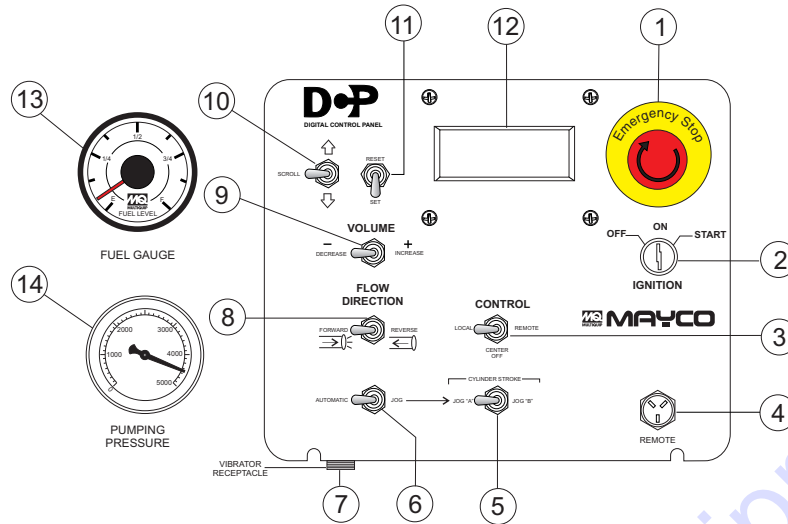 11
12
1
10
13
D•P
DIGITAL CONTROL PANEL
Emergency Stop
1/2
1/4
3/4
E
F
MQ
MULTIQUIP
FUEL LEVEL
FUEL GAUGE
SCROLL
RESET
SET
9
VOLUME
−
+
DECREASE
INCREASE
ON
OFF
START
IGNITION
2
14
FLOW
DIRECTION
8
FORWARD
REVERSE
CONTROL
LOCAL
REMOTE
CENTER
OFF
MQ
MULTIQUIP
MAYCO
3
0
1000
2000
3000
4000
5000
PUMPING
PRESSURE
AUTOMATIC
JOG
CYLINDER STROKE
JOG "A"
JOG "B"
REMOTE
4
VIBRATOR
RECEPTACLE
7
6
5